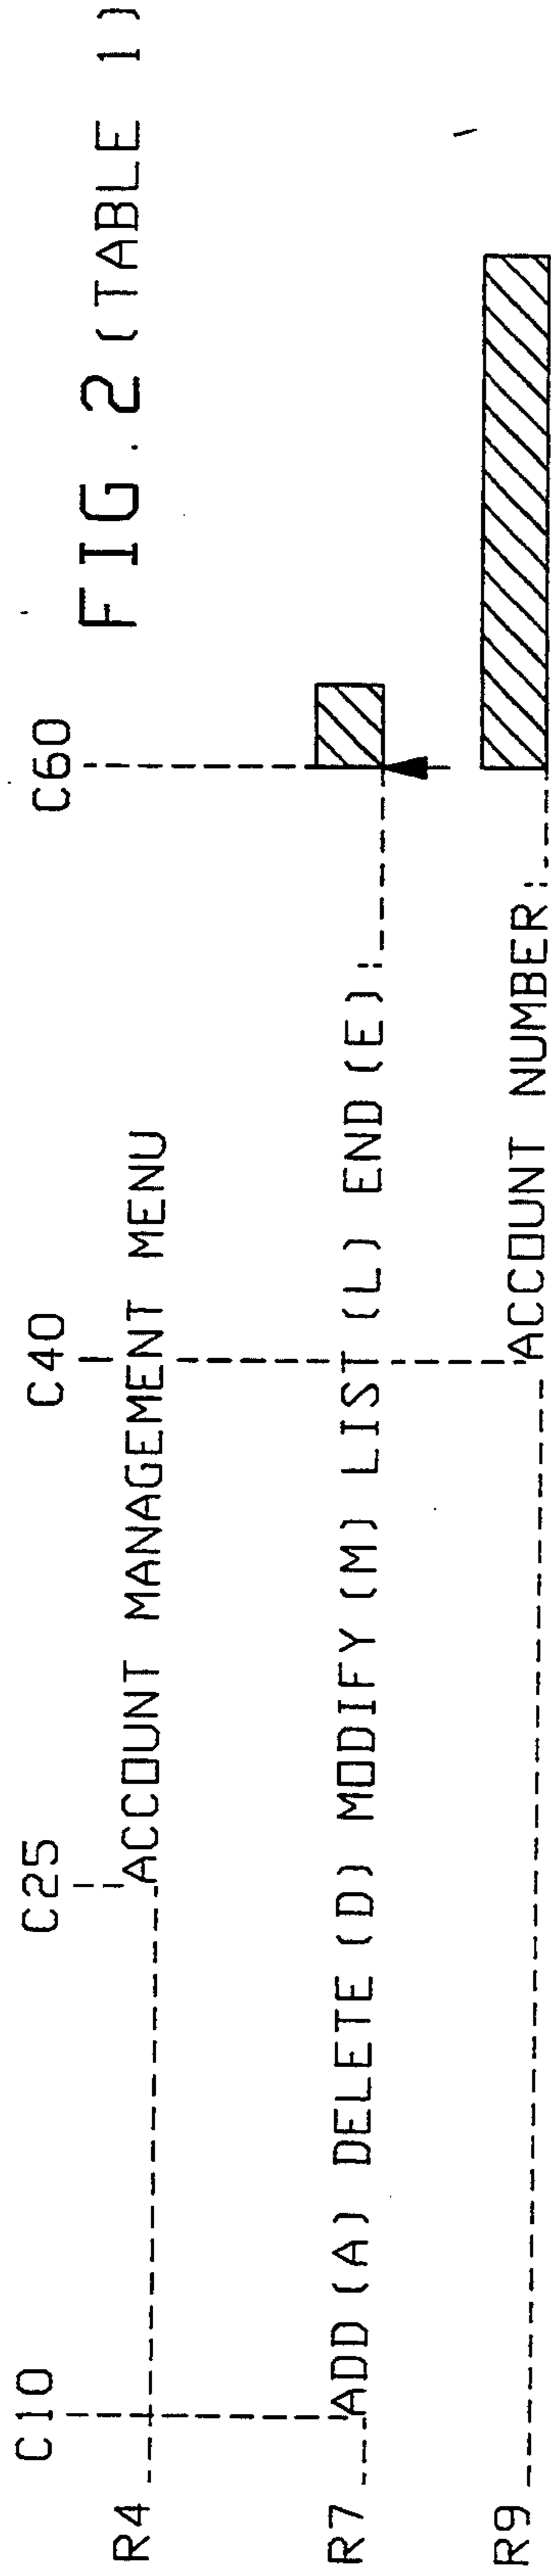 FIG. 2 (TABLE 1)
C10 C25 C40 C60
R4 ACCOUNT MANAGEMENT MENU
R7 ADD (A) DELETE (D) MODIFY (M) LIST (L) END (E):
R9 ACCOUNT NUMBER: